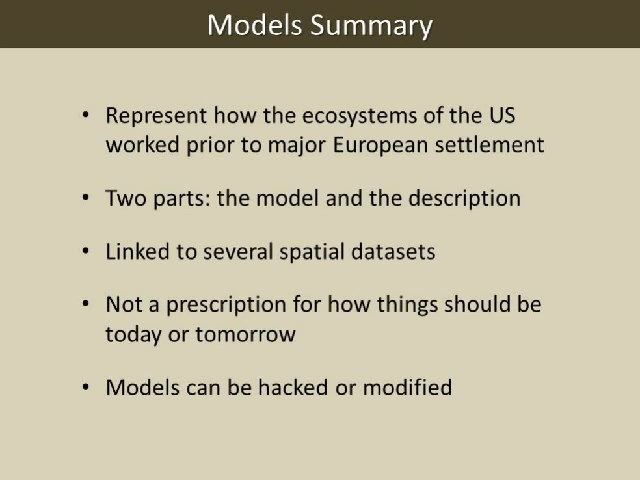 Models Summary
• Represent how the ecosystems of the US
worked prior to major European settlement
• Two parts: the model and the description
• Linked to several spatial datasets
• Not a prescription for how things should be
today or tomorrow
• Models can be hacked or modified